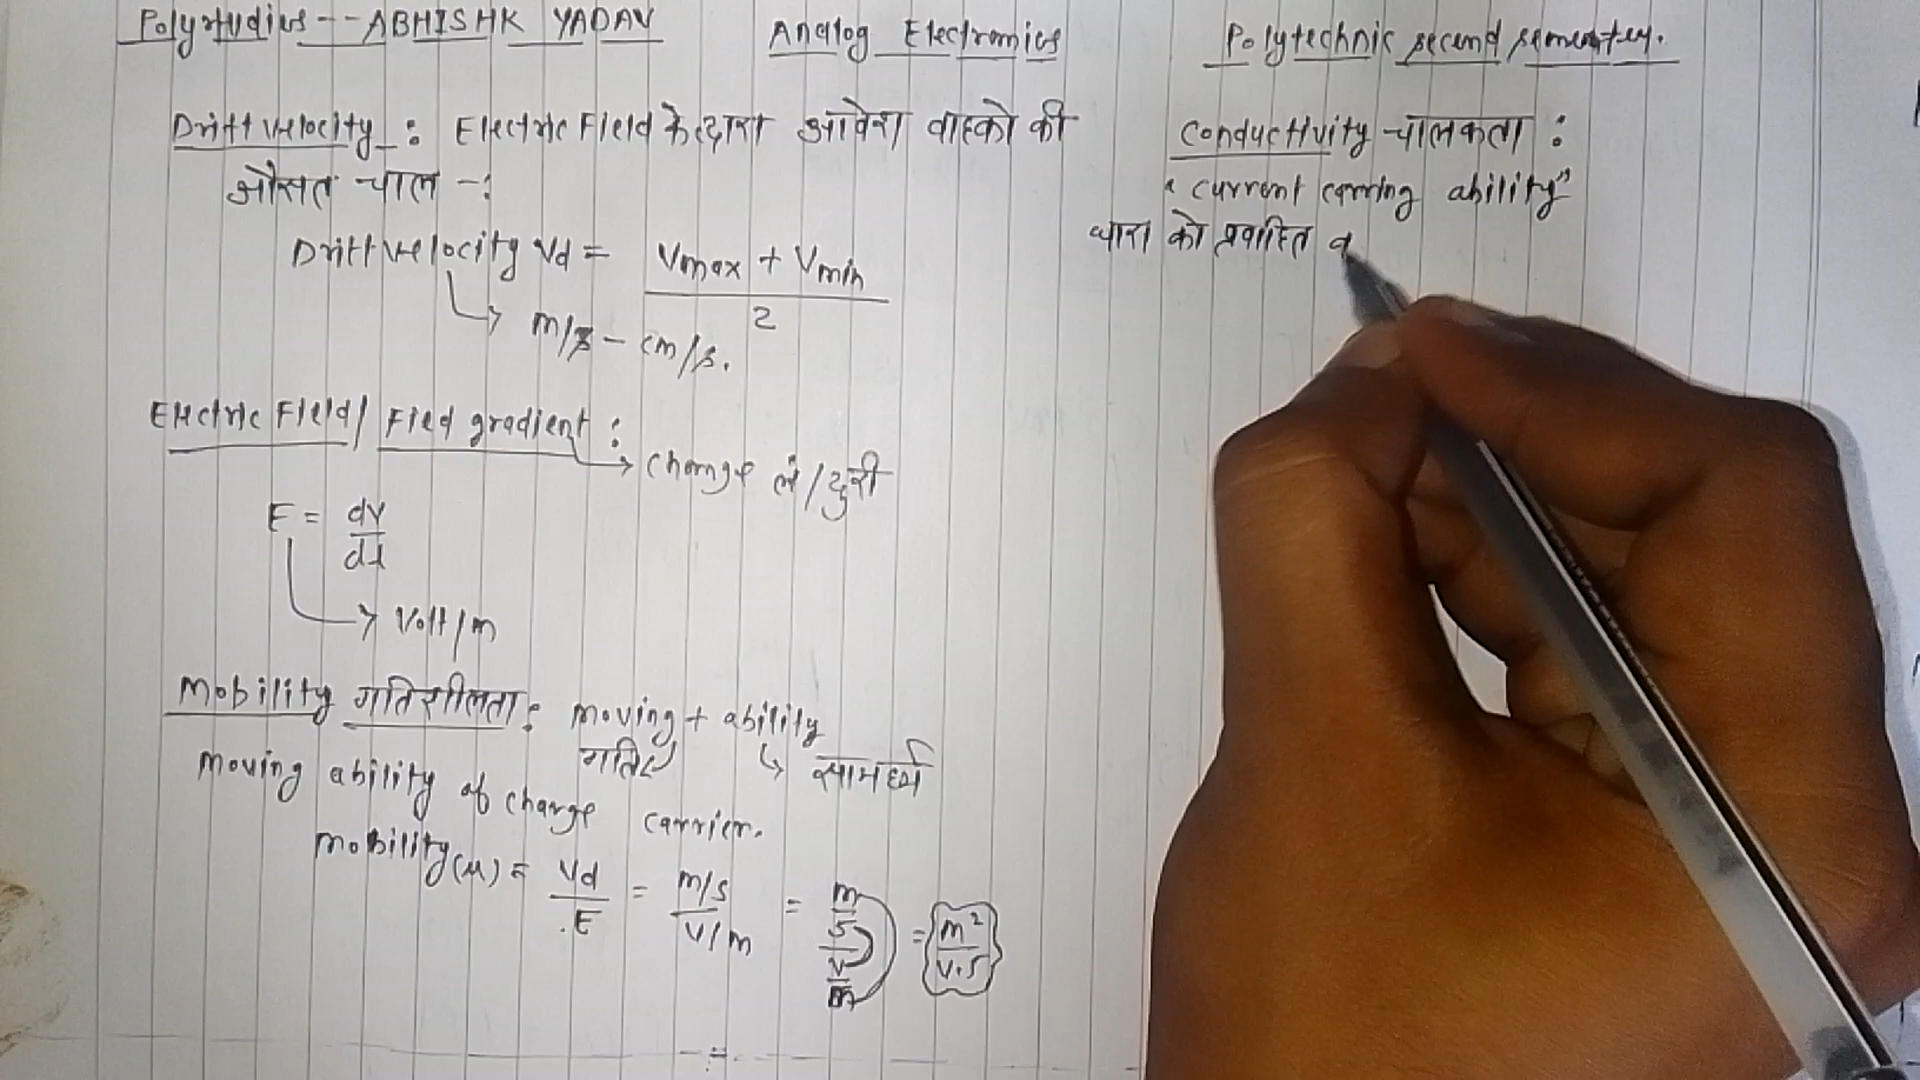 Polystudies -- ABHISHK YADAV
Analog Electronics
Polytechnic second semester.
Drift velocity : Electric Field के द्वारा आवेश वाहको की
औसत चाल -:
Drift velocity Vd = Vmax + Vmin / 2
m/s - cm/s.
Electric Field / Fied gradient :
change में / दुरी
E = dv / dx
Volt/m
Mobility गतिशीलता : moving + ability
गतिज सामर्थ्य
moving ability of charge carrier.
mobility (μ) = Vd / E = m/s / V/m = m/s / V/m = m² / V.s
Conductivity चालकता :
"current carring ability"
धारा को प्रवाहित क